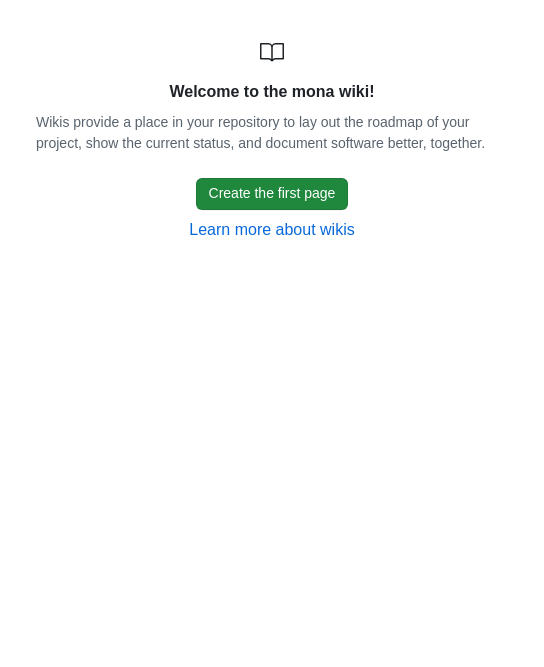 Welcome to the mona wiki!
Wikis provide a place in your repository to lay out the roadmap of your
project, show the current status, and document software better, together.
Create the first page
Learn more about wikis